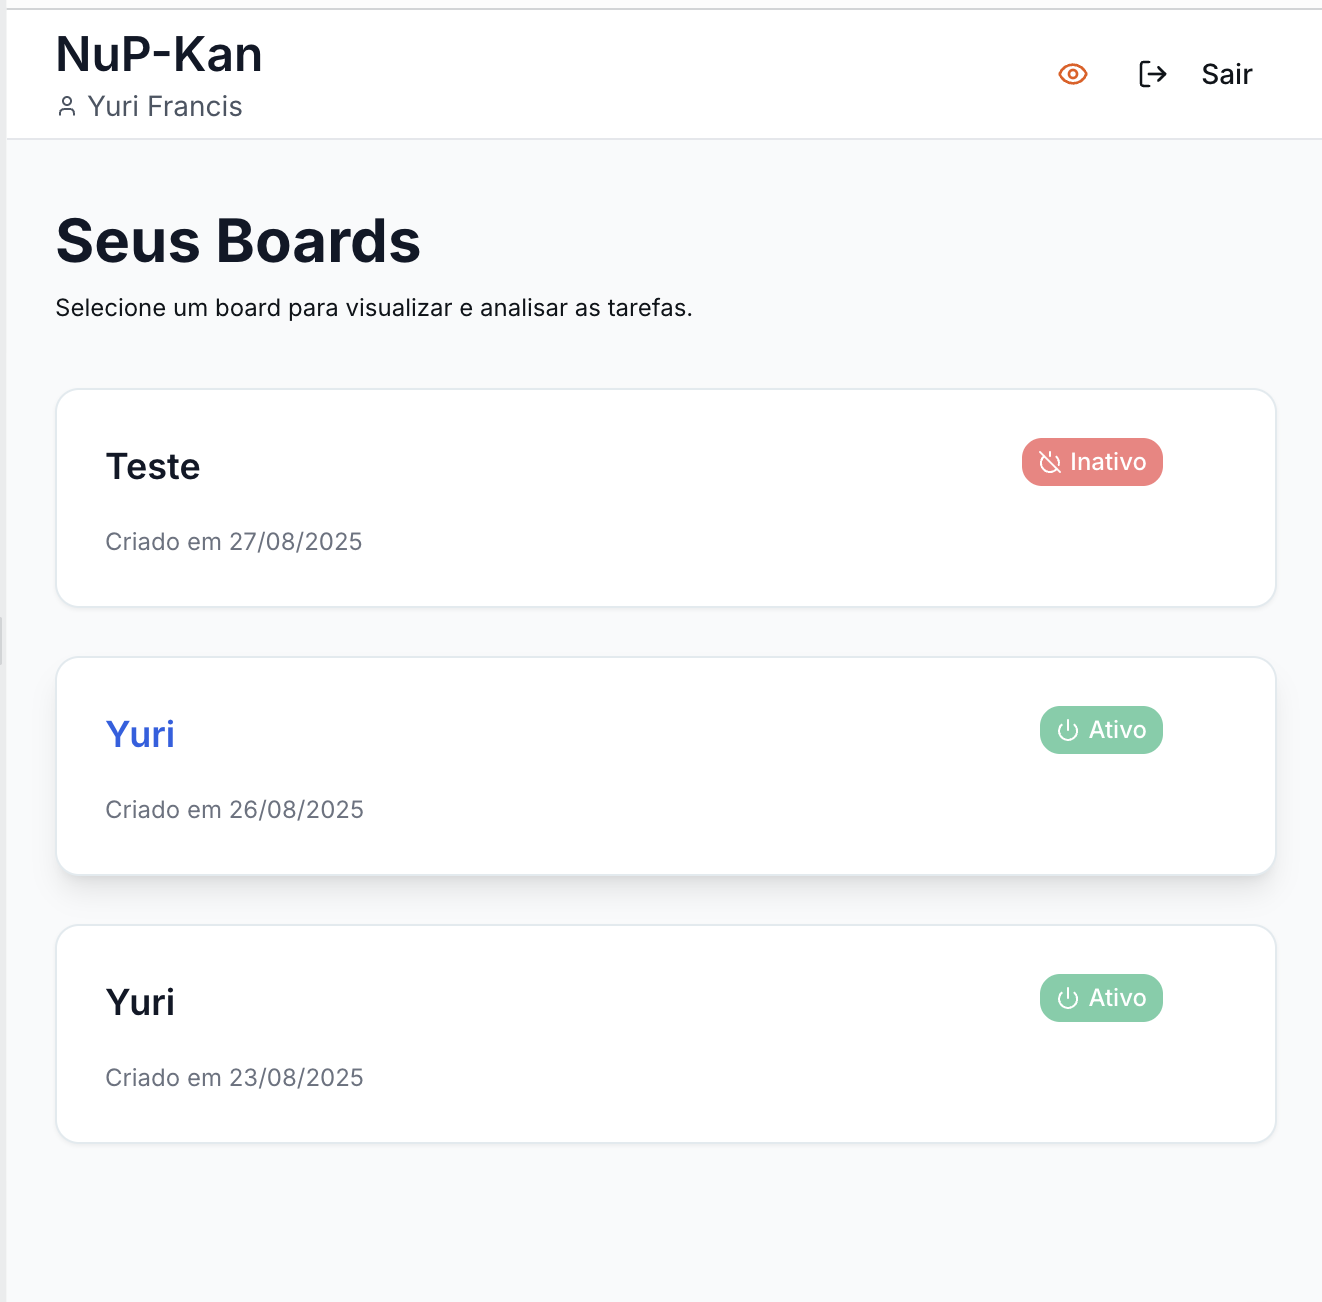 NuP-Kan
Yuri Francis
Sair
Seus Boards
Selecione um board para visualizar e analisar as tarefas.
Teste
Inativo
Criado em 27/08/2025
Yuri
Ativo
Criado em 26/08/2025
Yuri
Ativo
Criado em 23/08/2025